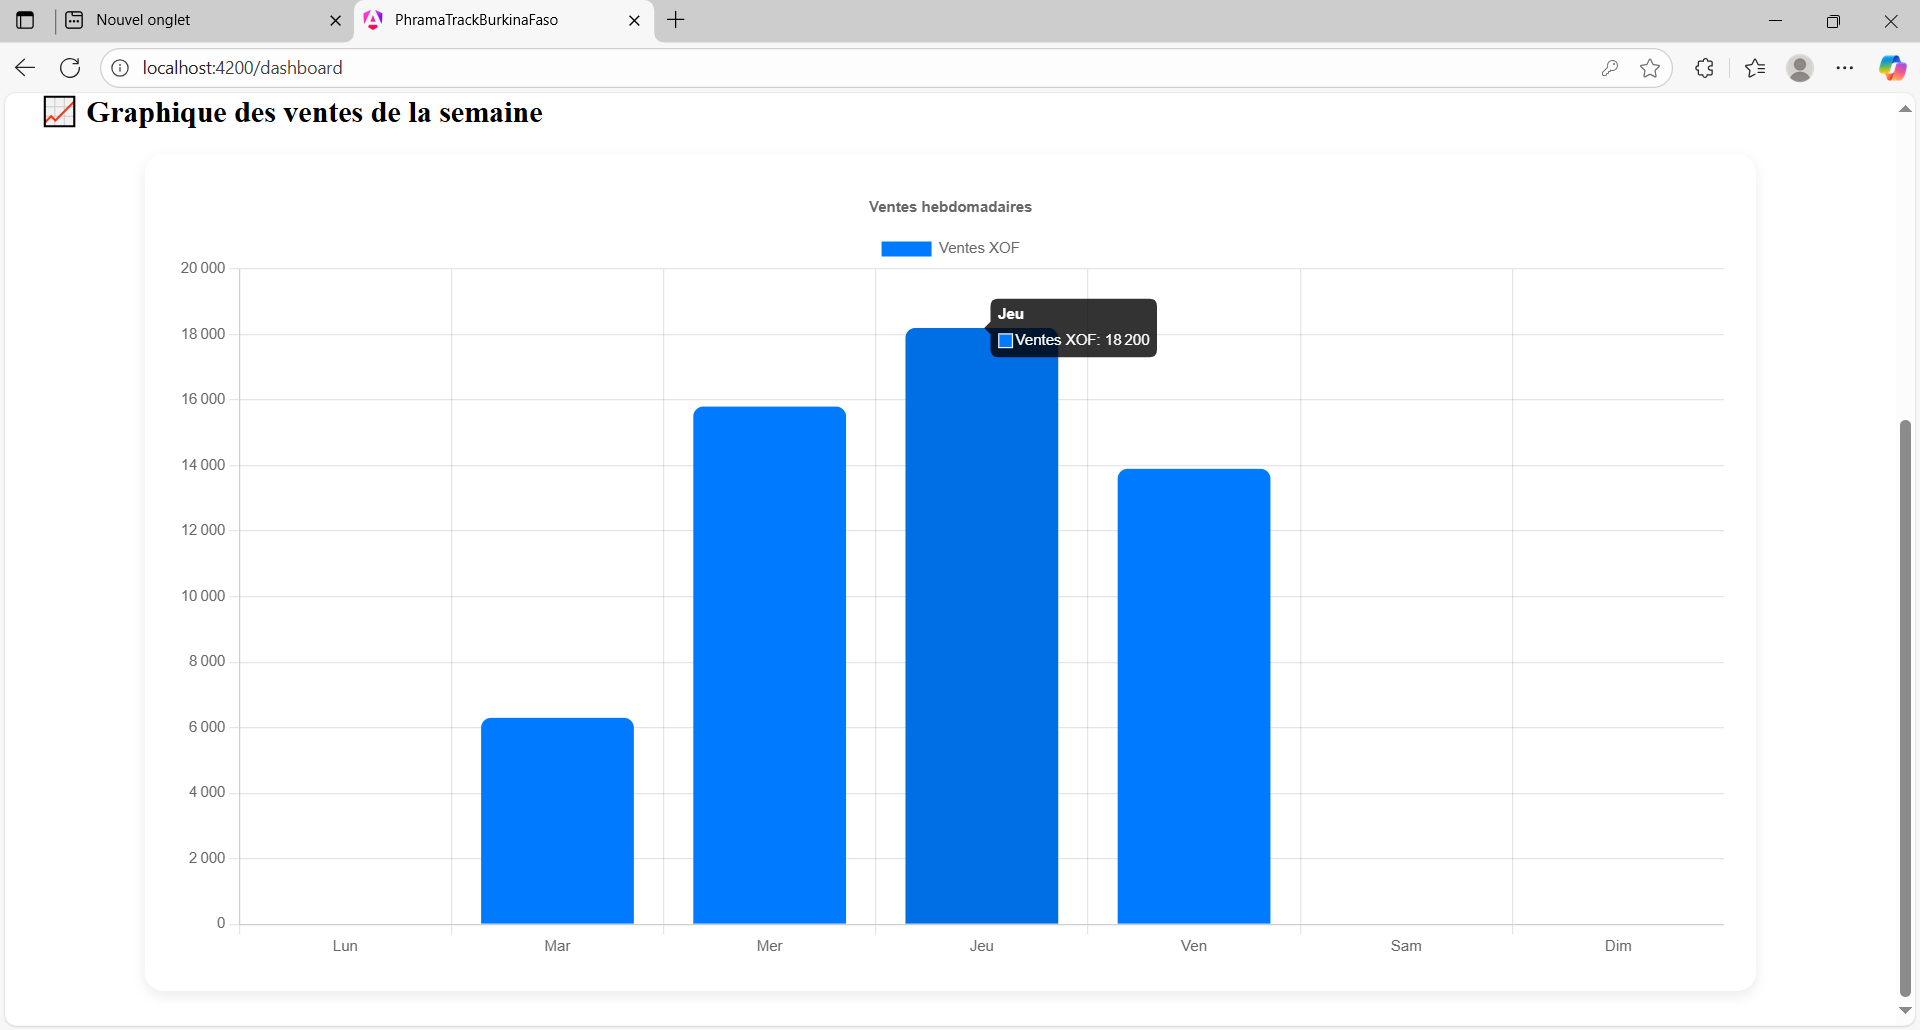 Nouvel onglet
PhramaTrackBurkinaFaso
localhost:4200/dashboard
Graphique des ventes de la semaine
Ventes hebdomadaires
Ventes XOF
20 000
18 000
16 000
14 000
12 000
10 000
8 000
6 000
4 000
2 000
0
Jeu
Ventes XOF: 18 200
Lun Mar Mer Jeu Ven Sam Dim